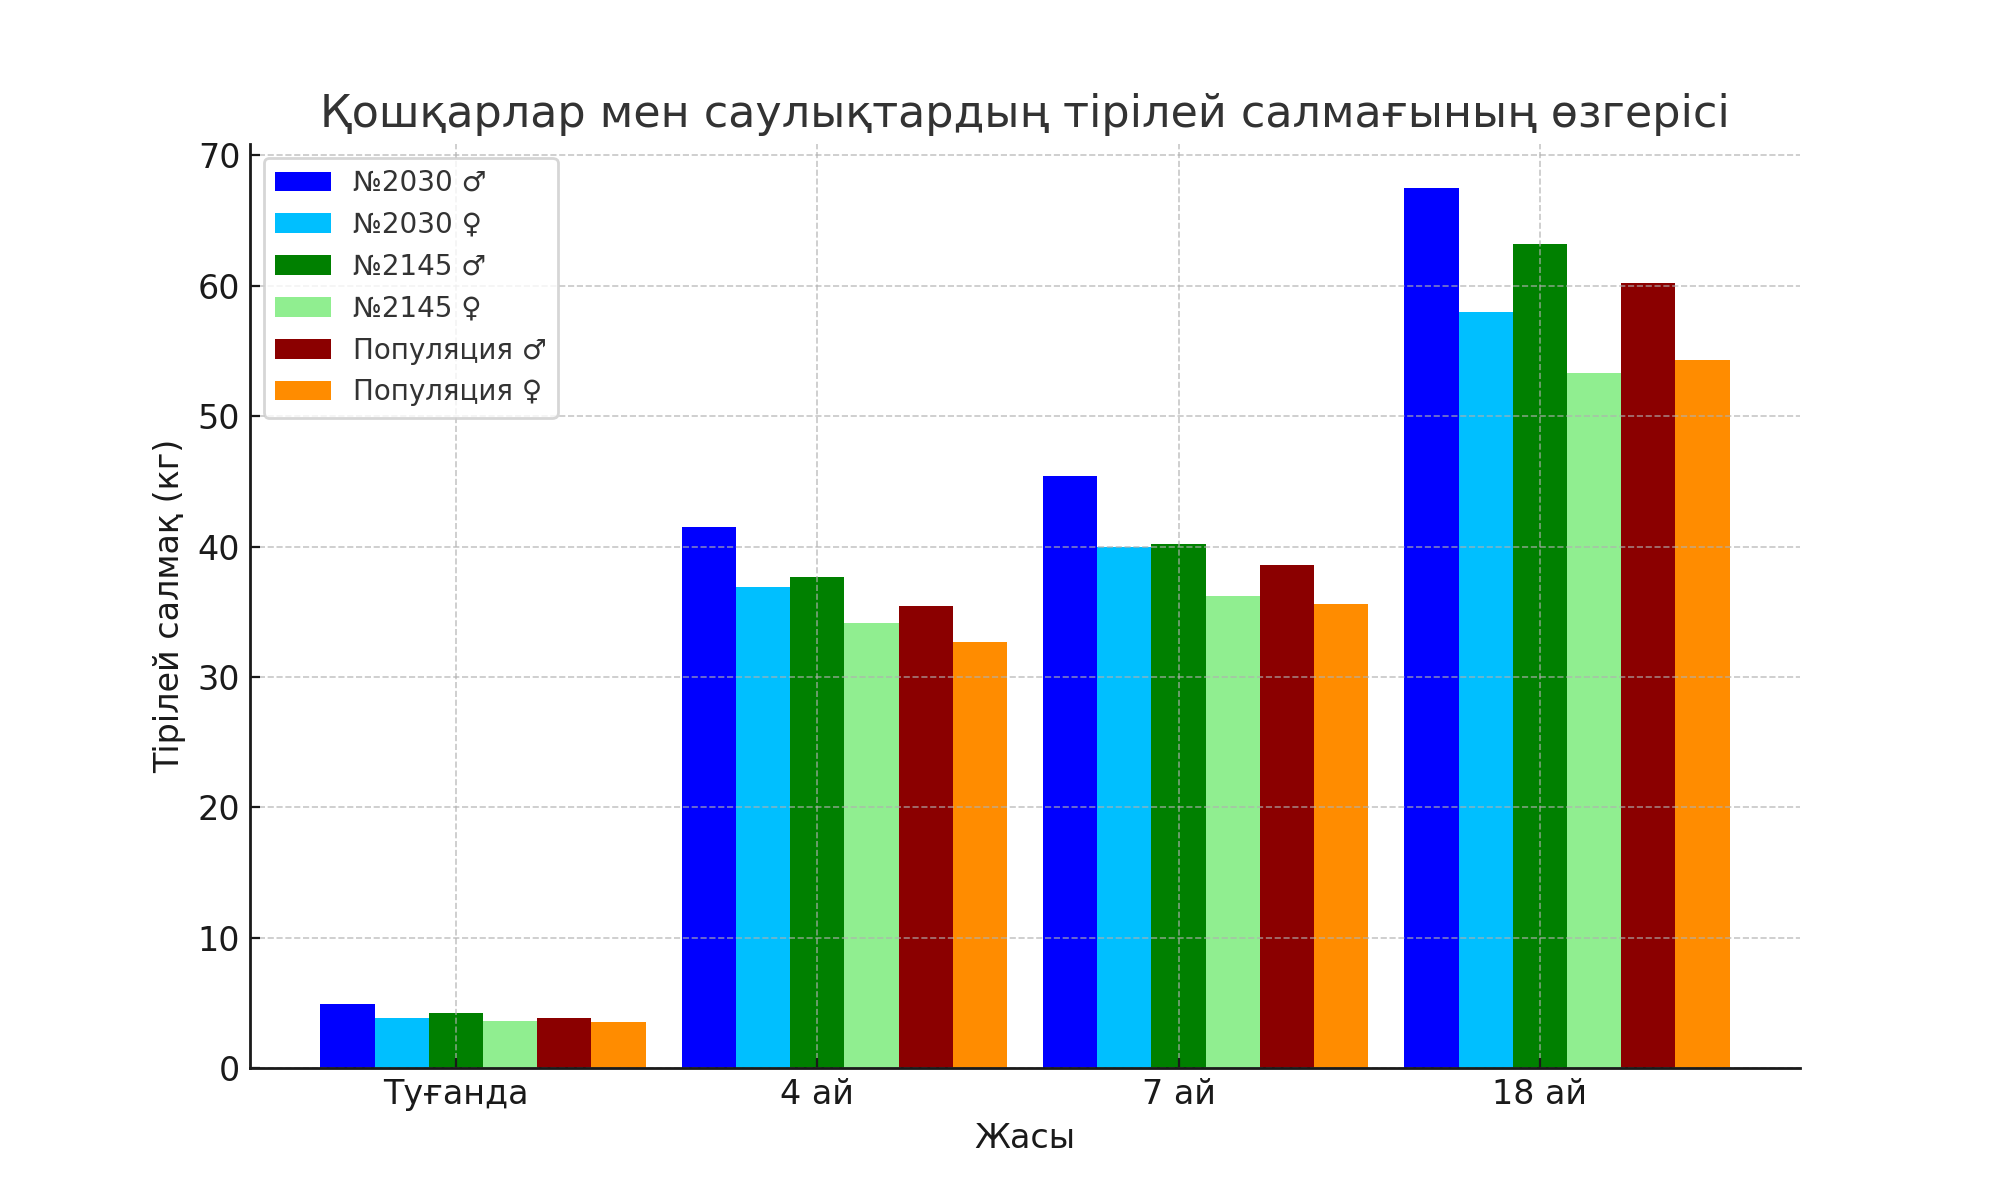 Қошқарлар мен саулықтардың тірілей салмағының өзгерісі
70
60
50
40
30
20
10
0
Тірілей салмақ (кг)
№2030 ♂
№2030 ♀
№2145 ♂
№2145 ♀
Популяция ♂
Популяция ♀
Туғанда
4 ай
7 ай
18 ай
Жасы